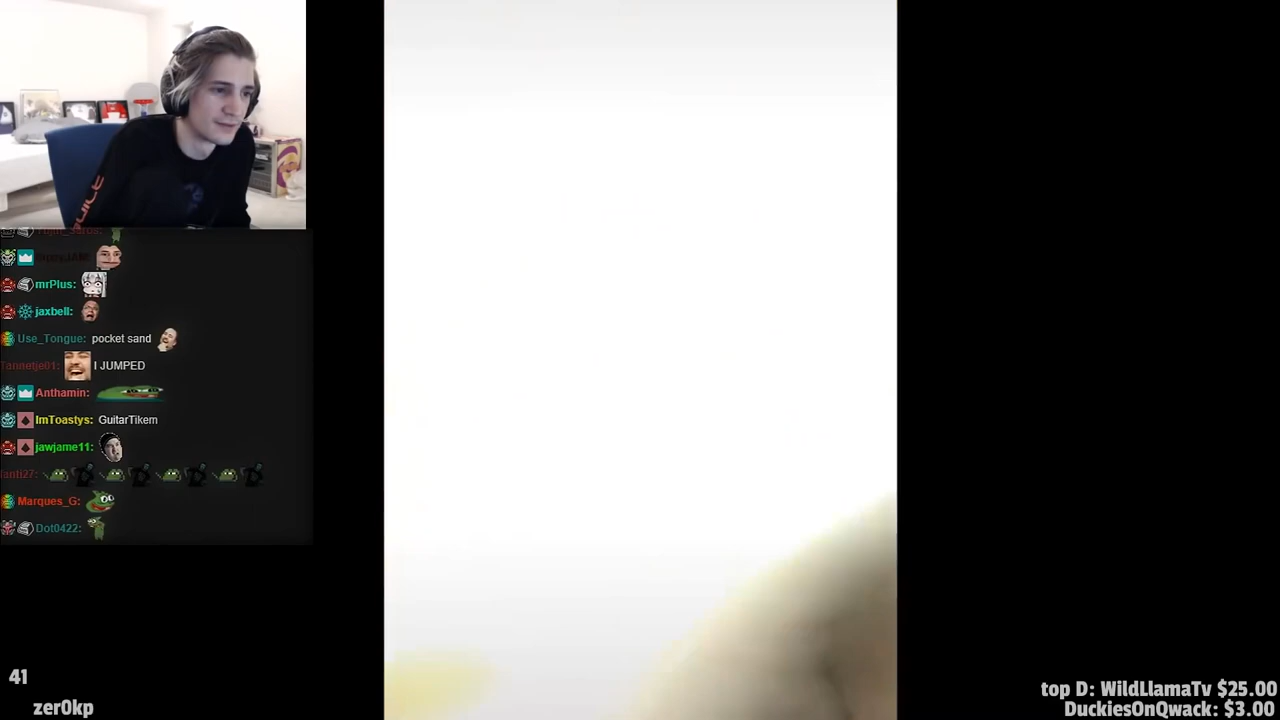 mrPlus:
jaxbell:
Use_Tongue: pocket sand
Tannetje01: I JUMPED
Anthamin:
ImToastys: GuitarTikem
jawjame11:
Marques_G:
Dot0422:
41
zer0kp
top D: WildLlamaTv $25.00
DuckiesOnQwack: $3.00